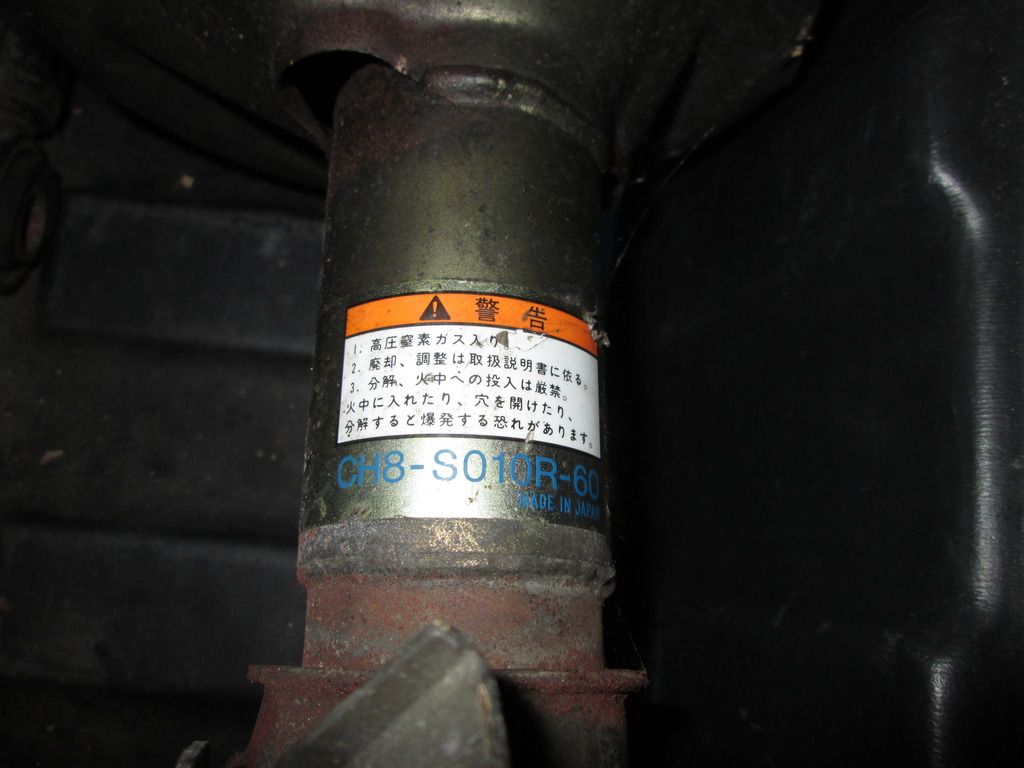 警告
1. 高圧窒素ガス入り。
2. 廃却、調整は取扱説明書に依る。
3. 分解、火中への投入は厳禁。
火中に入れたり、穴を開けたり、
分解すると爆発する恐れがあります。
CH8-S010R-60
MADE IN JAPAN